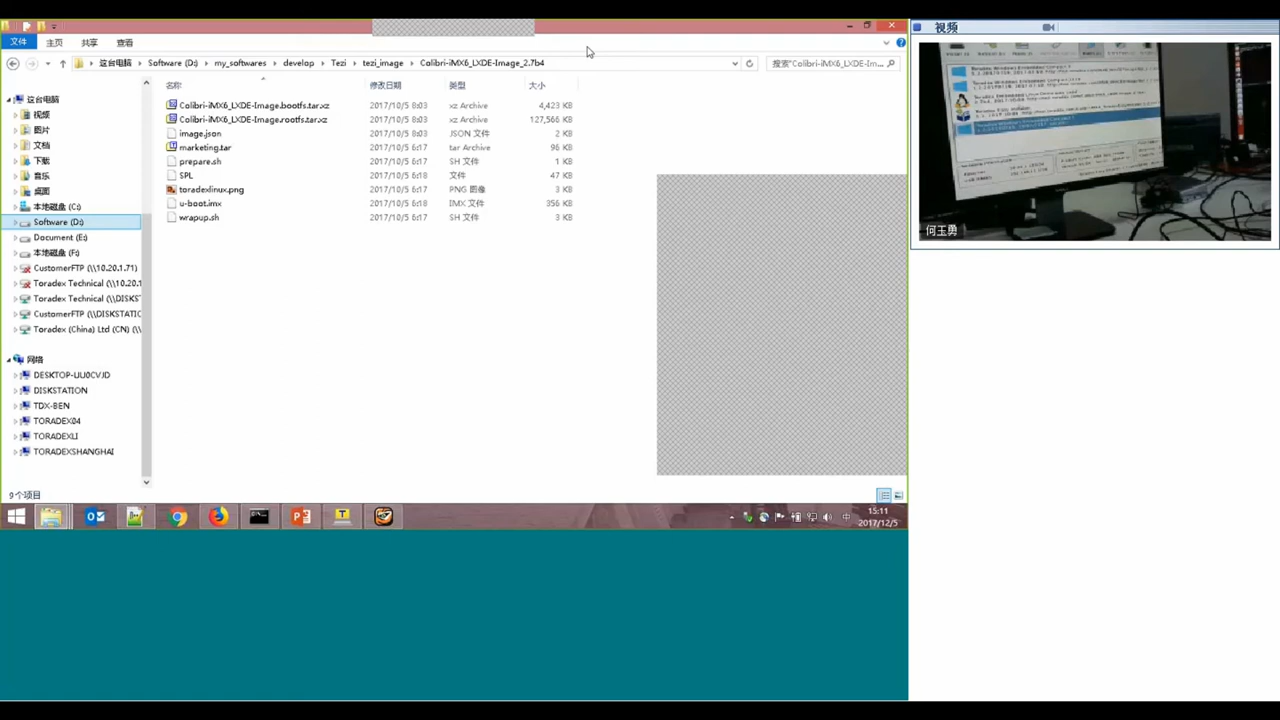 文件 主页 共享 查看
这台电脑 Software (D:) my_softwares develop Tezi tezi_image Calibri-iMX6_LXDE-Image_2.7b4
搜索"Calibri-iMX6_LXDE-Im...
名称 修改日期 类型 大小
Calibri-iMX6_LXDE-Image.bootfs.tar.xz 2017/10/5 8:03 xz Archive 4,423 KB
Calibri-iMX6_LXDE-Image.rootfs.tar.xz 2017/10/5 8:03 xz Archive 127,566 KB
image.json 2017/10/5 8:03 JSON 文件 2 KB
marketing.tar 2017/10/5 6:17 tar Archive 96 KB
prepare.sh 2017/10/5 6:17 SH 文件 1 KB
SPL 2017/10/5 6:18 文件 47 KB
toradexlinux.png 2017/10/5 6:17 PNG 图像 3 KB
u-boot.imx 2017/10/5 6:18 IMX 文件 356 KB
wrapup.sh 2017/10/5 6:17 SH 文件 3 KB
这台电脑
视频
图片
文档
下载
音乐
桌面
本地磁盘 (C:)
Software (D:)
Document (E:)
本地磁盘 (F:)
CustomerFTP (\\10.20.1.71)
Toradex Technical (\\10.20.1
Toradex Technical (\\DISKST
CustomerFTP (\\DISKSTATIC
Toradex (China) Ltd (CN) (\\
网络
DESKTOP-UU0CVJD
DISKSTATION
TDX-BEN
TORADEX04
TORADEXLI
TORADEXSHANGHAI
9个项目
中
15:11
2017/12/5
视频
何玉勇